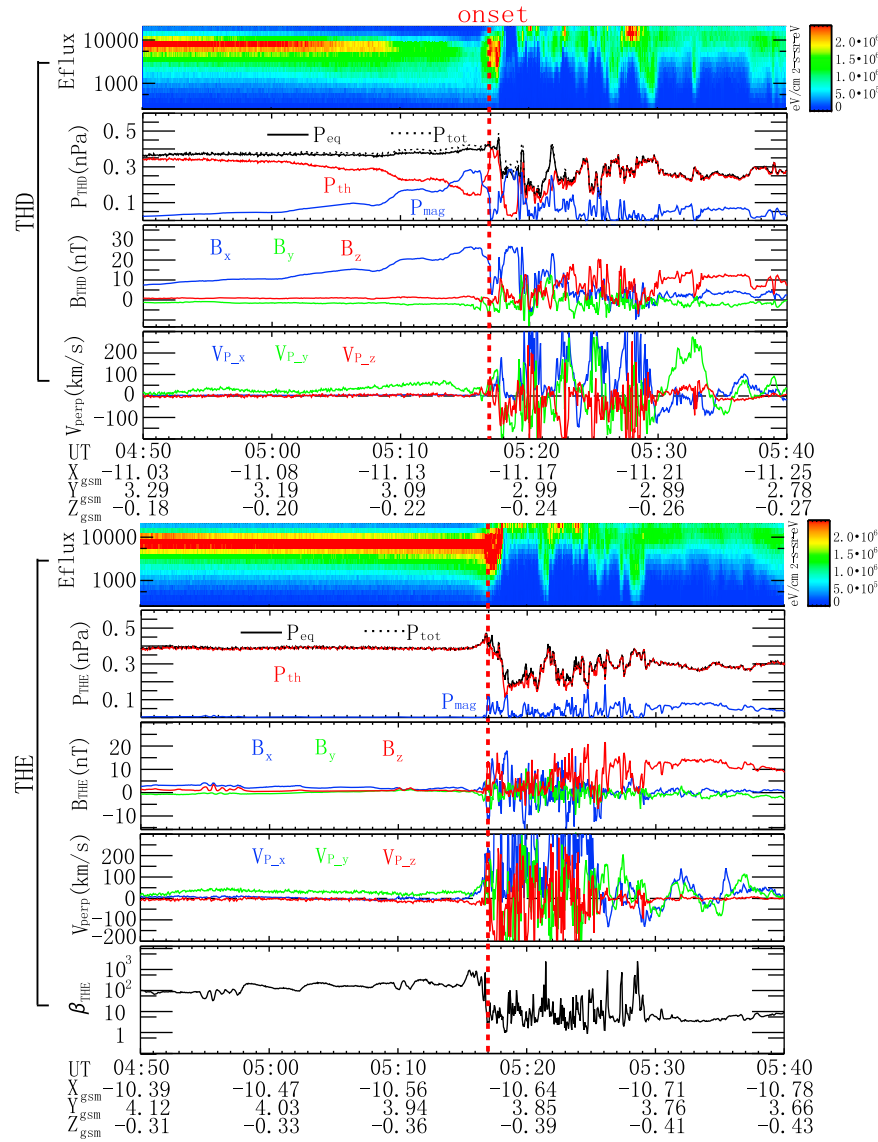 onset
THD
Eflux
10000
1000
2.0•10⁶
1.5•10⁶
1.0•10⁶
5.0•10⁵
0
eV/cm2-s-sr-eV
P_THD(nPa)
0.5
0.3
0.1
P_eq
P_tot
P_th
P_mag
B_THD(nT)
30
20
10
0
B_x B_y B_z
V_perp(km/s)
200
100
0
-100
V_P_x V_P_y V_P_z
UT 04:50 05:00 05:10 05:20 05:30 05:40
X_gsm -11.03 -11.08 -11.13 -11.17 -11.21 -11.25
Y_gsm 3.29 3.19 3.09 2.99 2.89 2.78
Z_gsm -0.18 -0.20 -0.22 -0.24 -0.26 -0.27
THE
Eflux
10000
1000
2.0•10⁶
1.5•10⁶
1.0•10⁶
5.0•10⁵
0
eV/cm2-s-sr-eV
P_THE(nPa)
0.5
0.3
0.1
P_eq
P_tot
P_th
P_mag
B_THE(nT)
20
10
0
-10
B_x B_y B_z
V_perp(km/s)
200
100
0
-100
-200
V_P_x V_P_y V_P_z
β_THE
10³
10²
10
1
UT 04:50 05:00 05:10 05:20 05:30 05:40
X_gsm -10.39 -10.47 -10.56 -10.64 -10.71 -10.78
Y_gsm 4.12 4.03 3.94 3.85 3.76 3.66
Z_gsm -0.31 -0.33 -0.36 -0.39 -0.41 -0.43